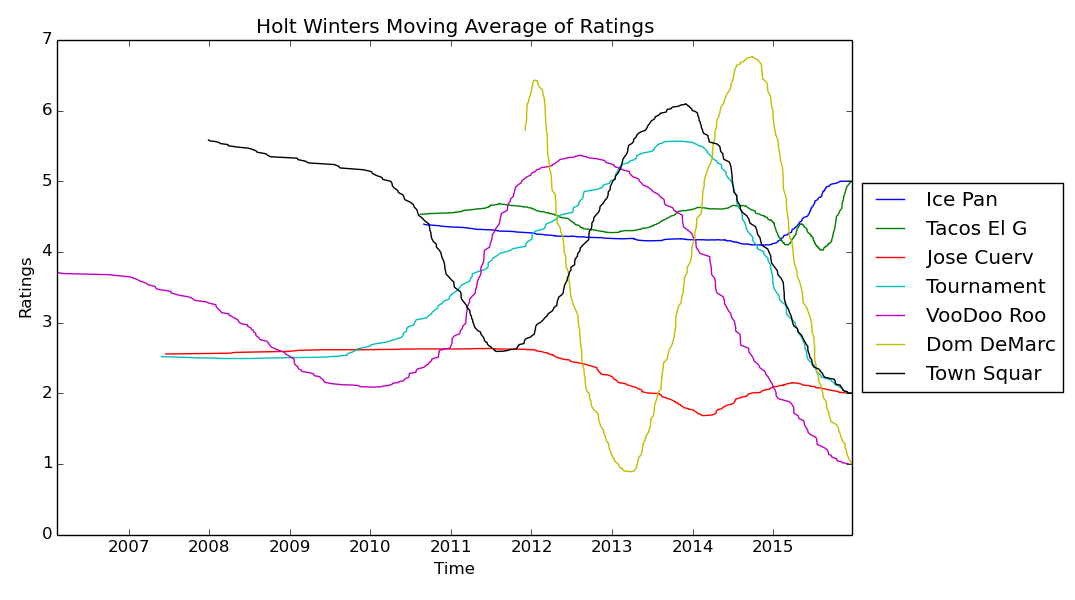 Holt Winters Moving Average of Ratings
7
6
5
4
3
2
1
0
Ratings
2007 2008 2009 2010 2011 2012 2013 2014 2015
Time
Ice Pan
Tacos El G
Jose Cuerv
Tournament
VooDoo Roo
Dom DeMarc
Town Squar